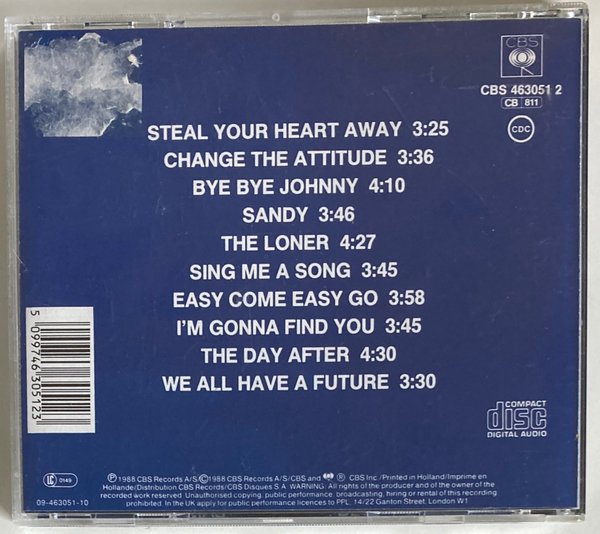 CBS
CBS 463051 2
CB 811
CDC
STEAL YOUR HEART AWAY 3:25
CHANGE THE ATTITUDE 3:36
BYE BYE JOHNNY 4:10
SANDY 3:46
THE LONER 4:27
SING ME A SONG 3:45
EASY COME EASY GO 3:58
I'M GONNA FIND YOU 3:45
THE DAY AFTER 4:30
WE ALL HAVE A FUTURE 3:30
5 099746 305123
COMPACT
disc
DIGITAL AUDIO
LC 0149
09-463051-10
Ⓟ1988 CBS Records A/S.Ⓒ1988 CBS Records A/S/CBS and ® CBS Inc./Printed in Holland/Imprime en
Hollande/Distribution CBS Records/CBS Disques S.A. WARNING: All rights of the producer and of the owner of the
recorded work reserved. Unauthorised copying, public performance, broadcasting, hiring or rental of this recording
prohibited. In the UK apply for public performance licences to PPL, 14/22 Ganton Street, London W1.